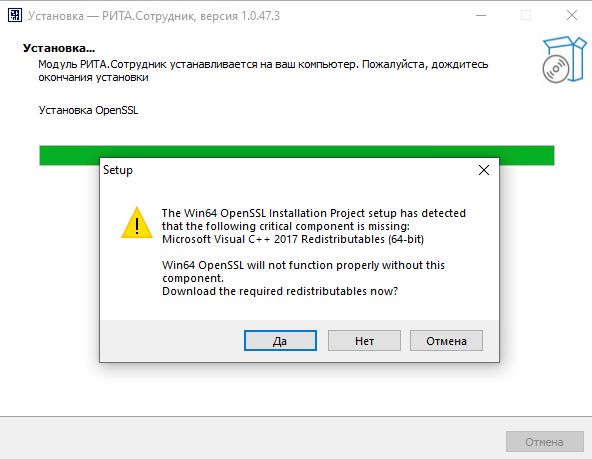 Установка — РИТА.Сотрудник, версия 1.0.47.3
Установка...
Модуль РИТА.Сотрудник устанавливается на ваш компьютер. Пожалуйста, дождитесь
окончания установки
Установка OpenSSL
Setup
The Win64 OpenSSL Installation Project setup has detected
that the following critical component is missing:
Microsoft Visual C++ 2017 Redistributables (64-bit)
Win64 OpenSSL will not function properly without this
component.
Download the required redistributables now?
Да
Нет
Отмена
Отмена